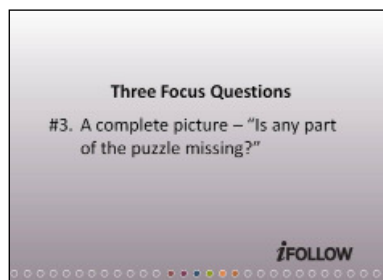 Three Focus Questions
#3. A complete picture – “Is any part
of the puzzle missing?”
iFOLLOW